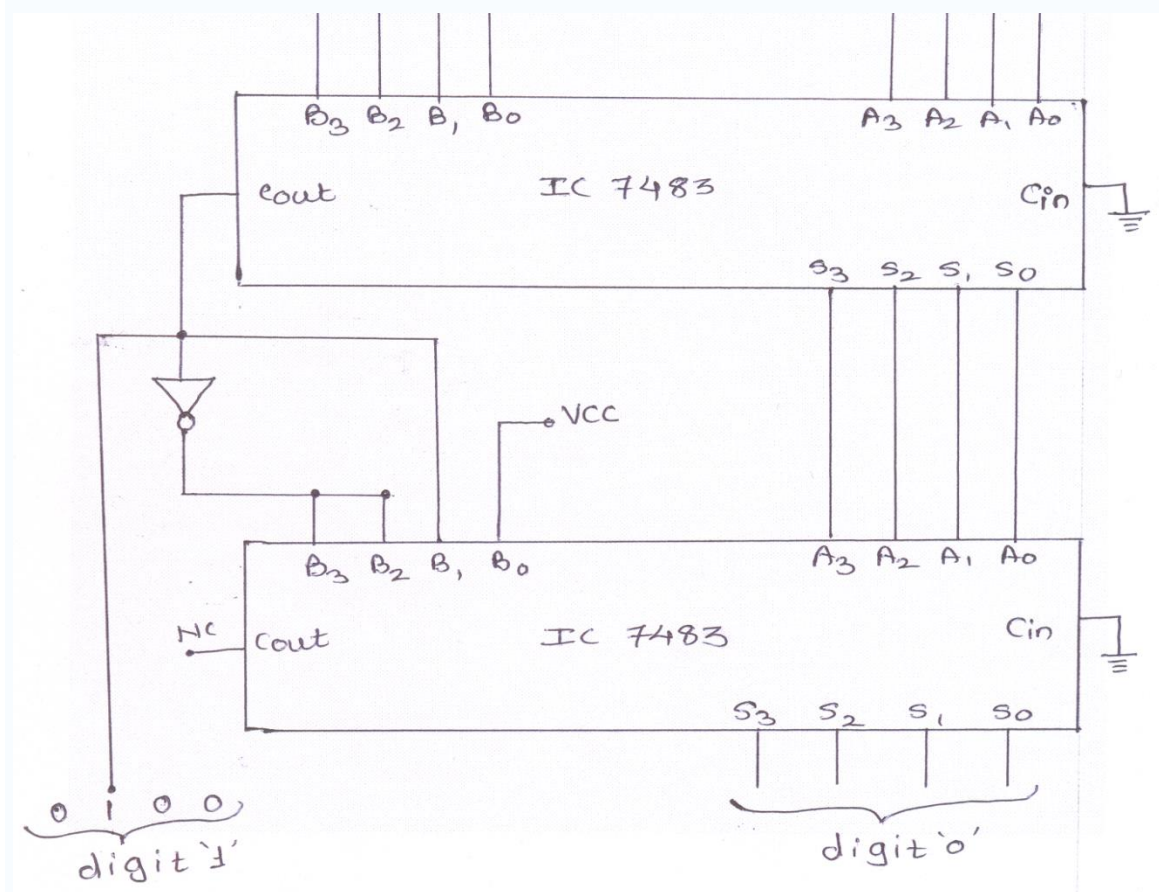 B3 B2 B1 B0 A3 A2 A1 A0
Cout IC 7483 Cin
S3 S2 S1 S0
VCC
B3 B2 B1 B0 A3 A2 A1 A0
NC Cout IC 7483 Cin
S3 S2 S1 S0
0 1 0 0
digit '1' digit '0'